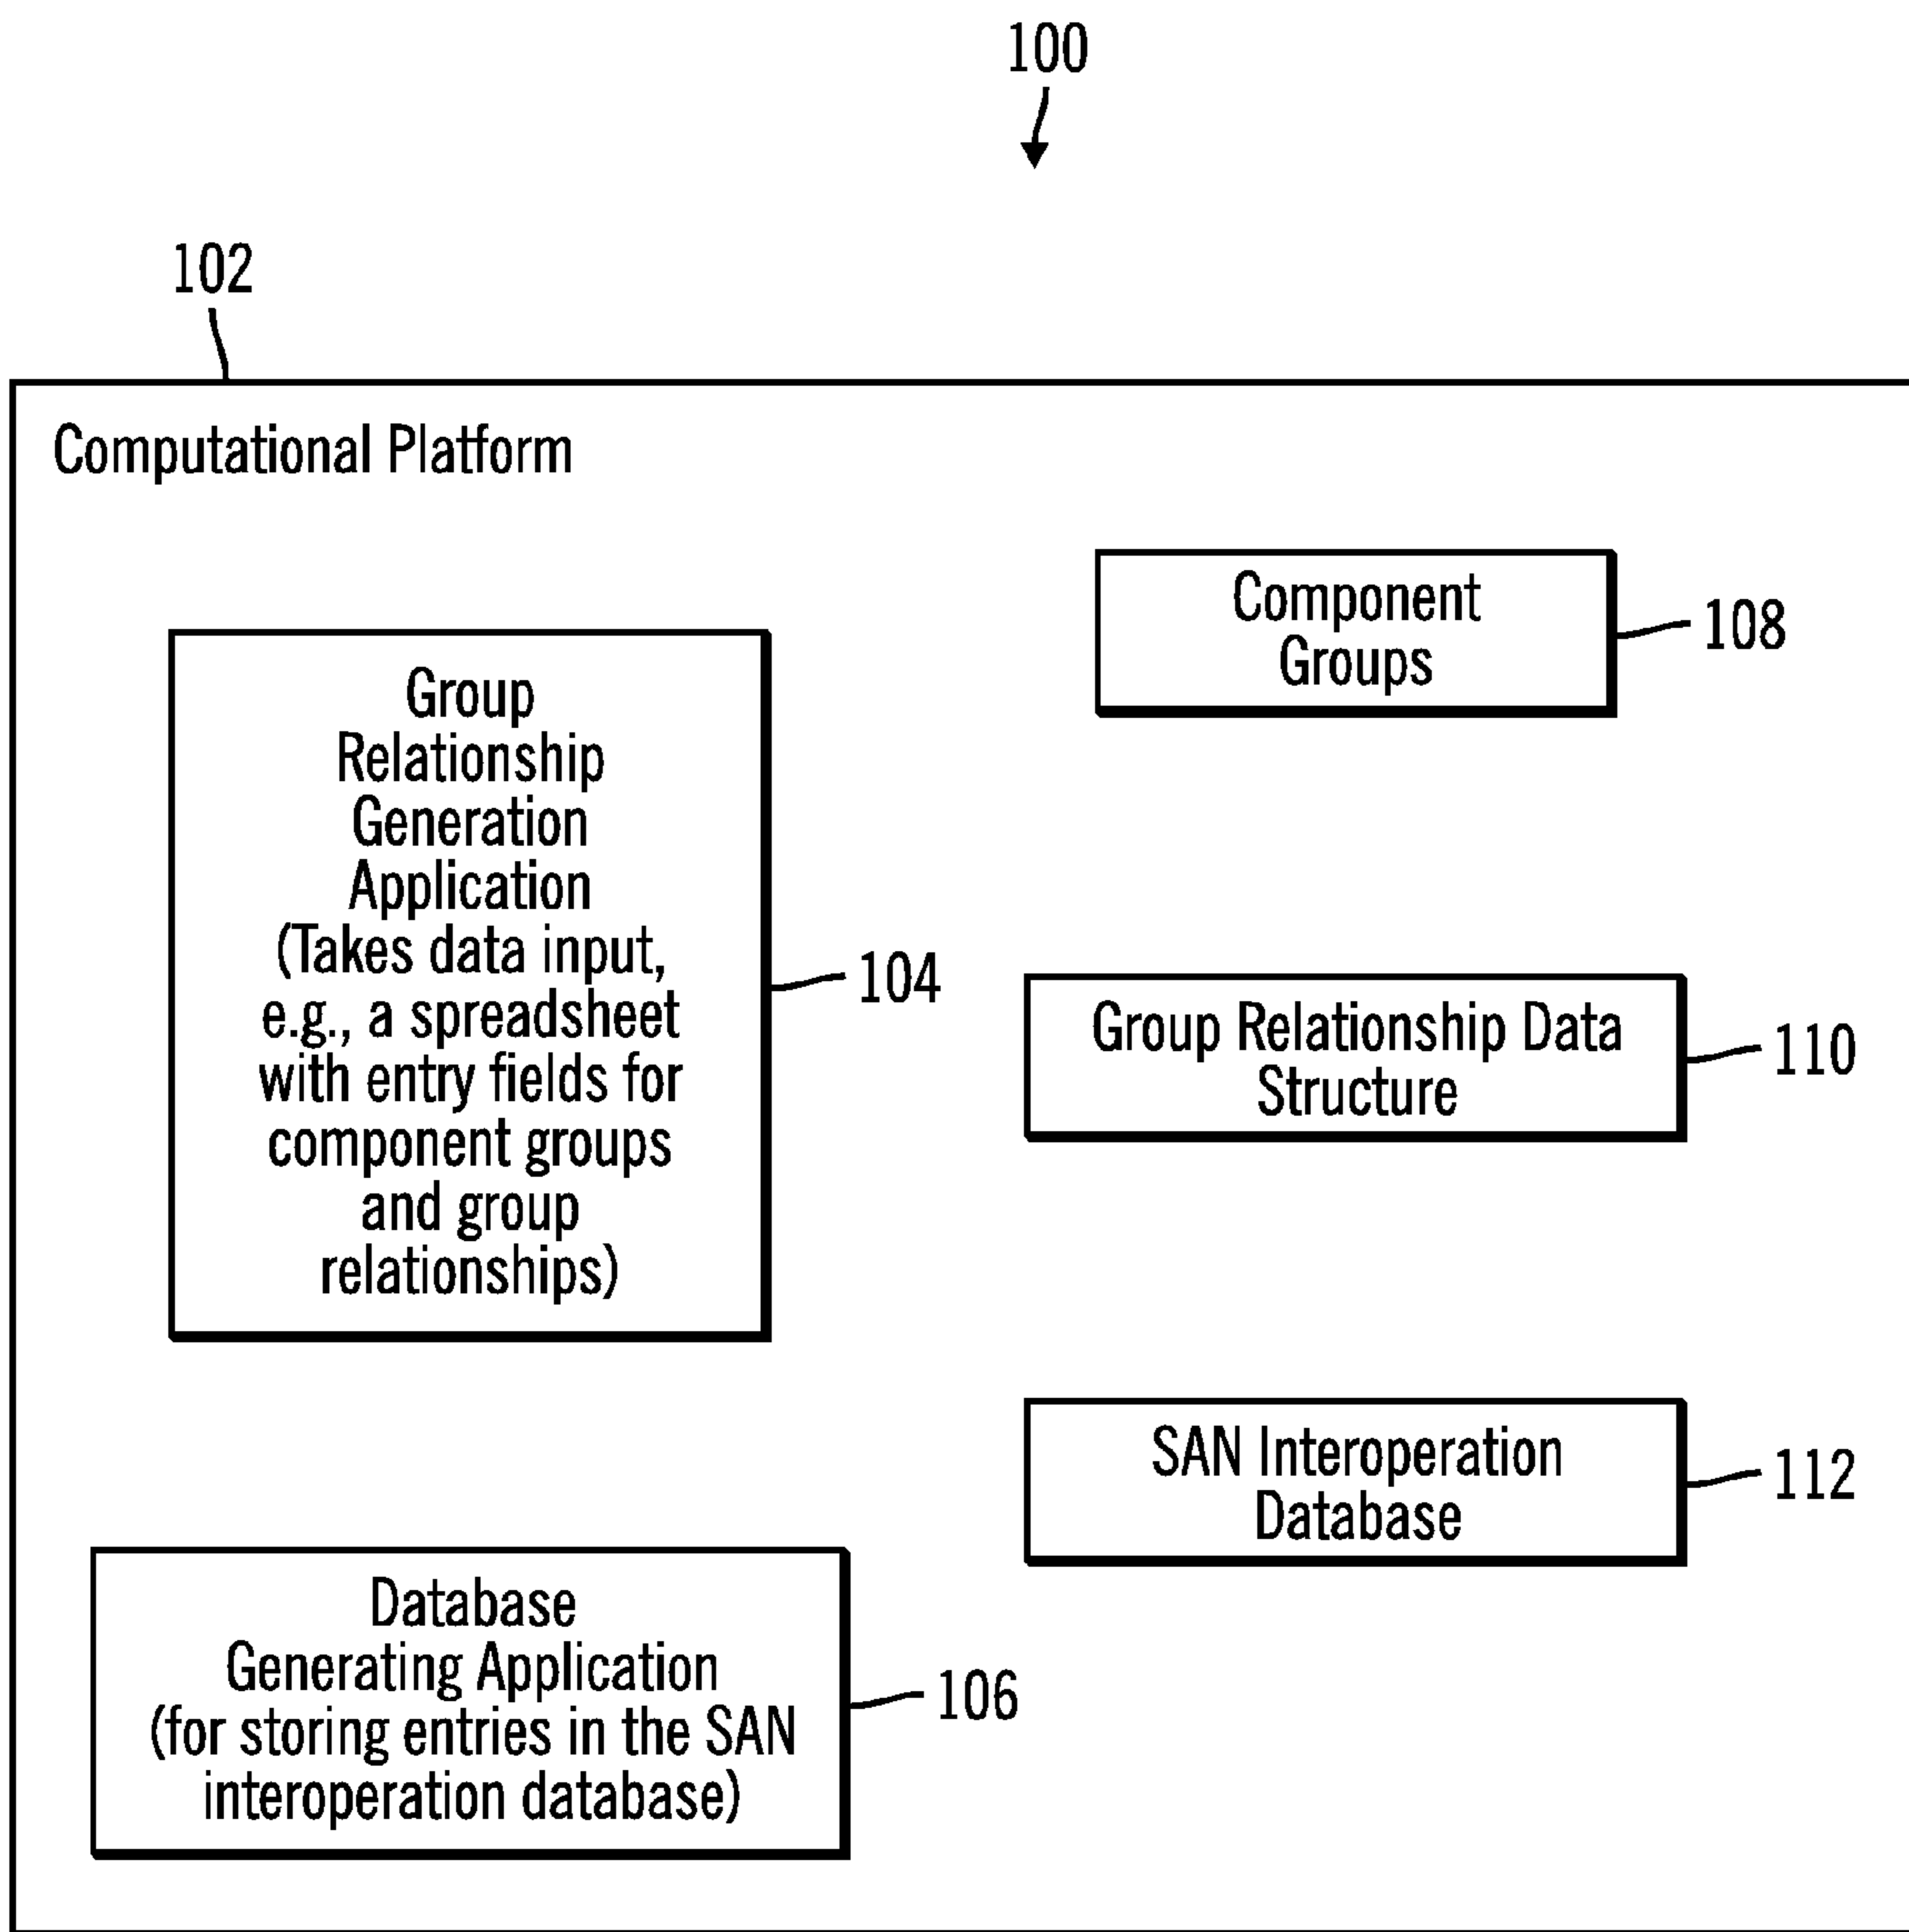 100
102
Computational Platform
Component
Groups
108
Group
Relationship
Generation
Application
(Takes data input,
e.g., a spreadsheet
with entry fields for
component groups
and group
relationships)
104
Group Relationship Data
Structure
110
SAN Interoperation
Database
112
Database
Generating Application
(for storing entries in the SAN
interoperation database)
106